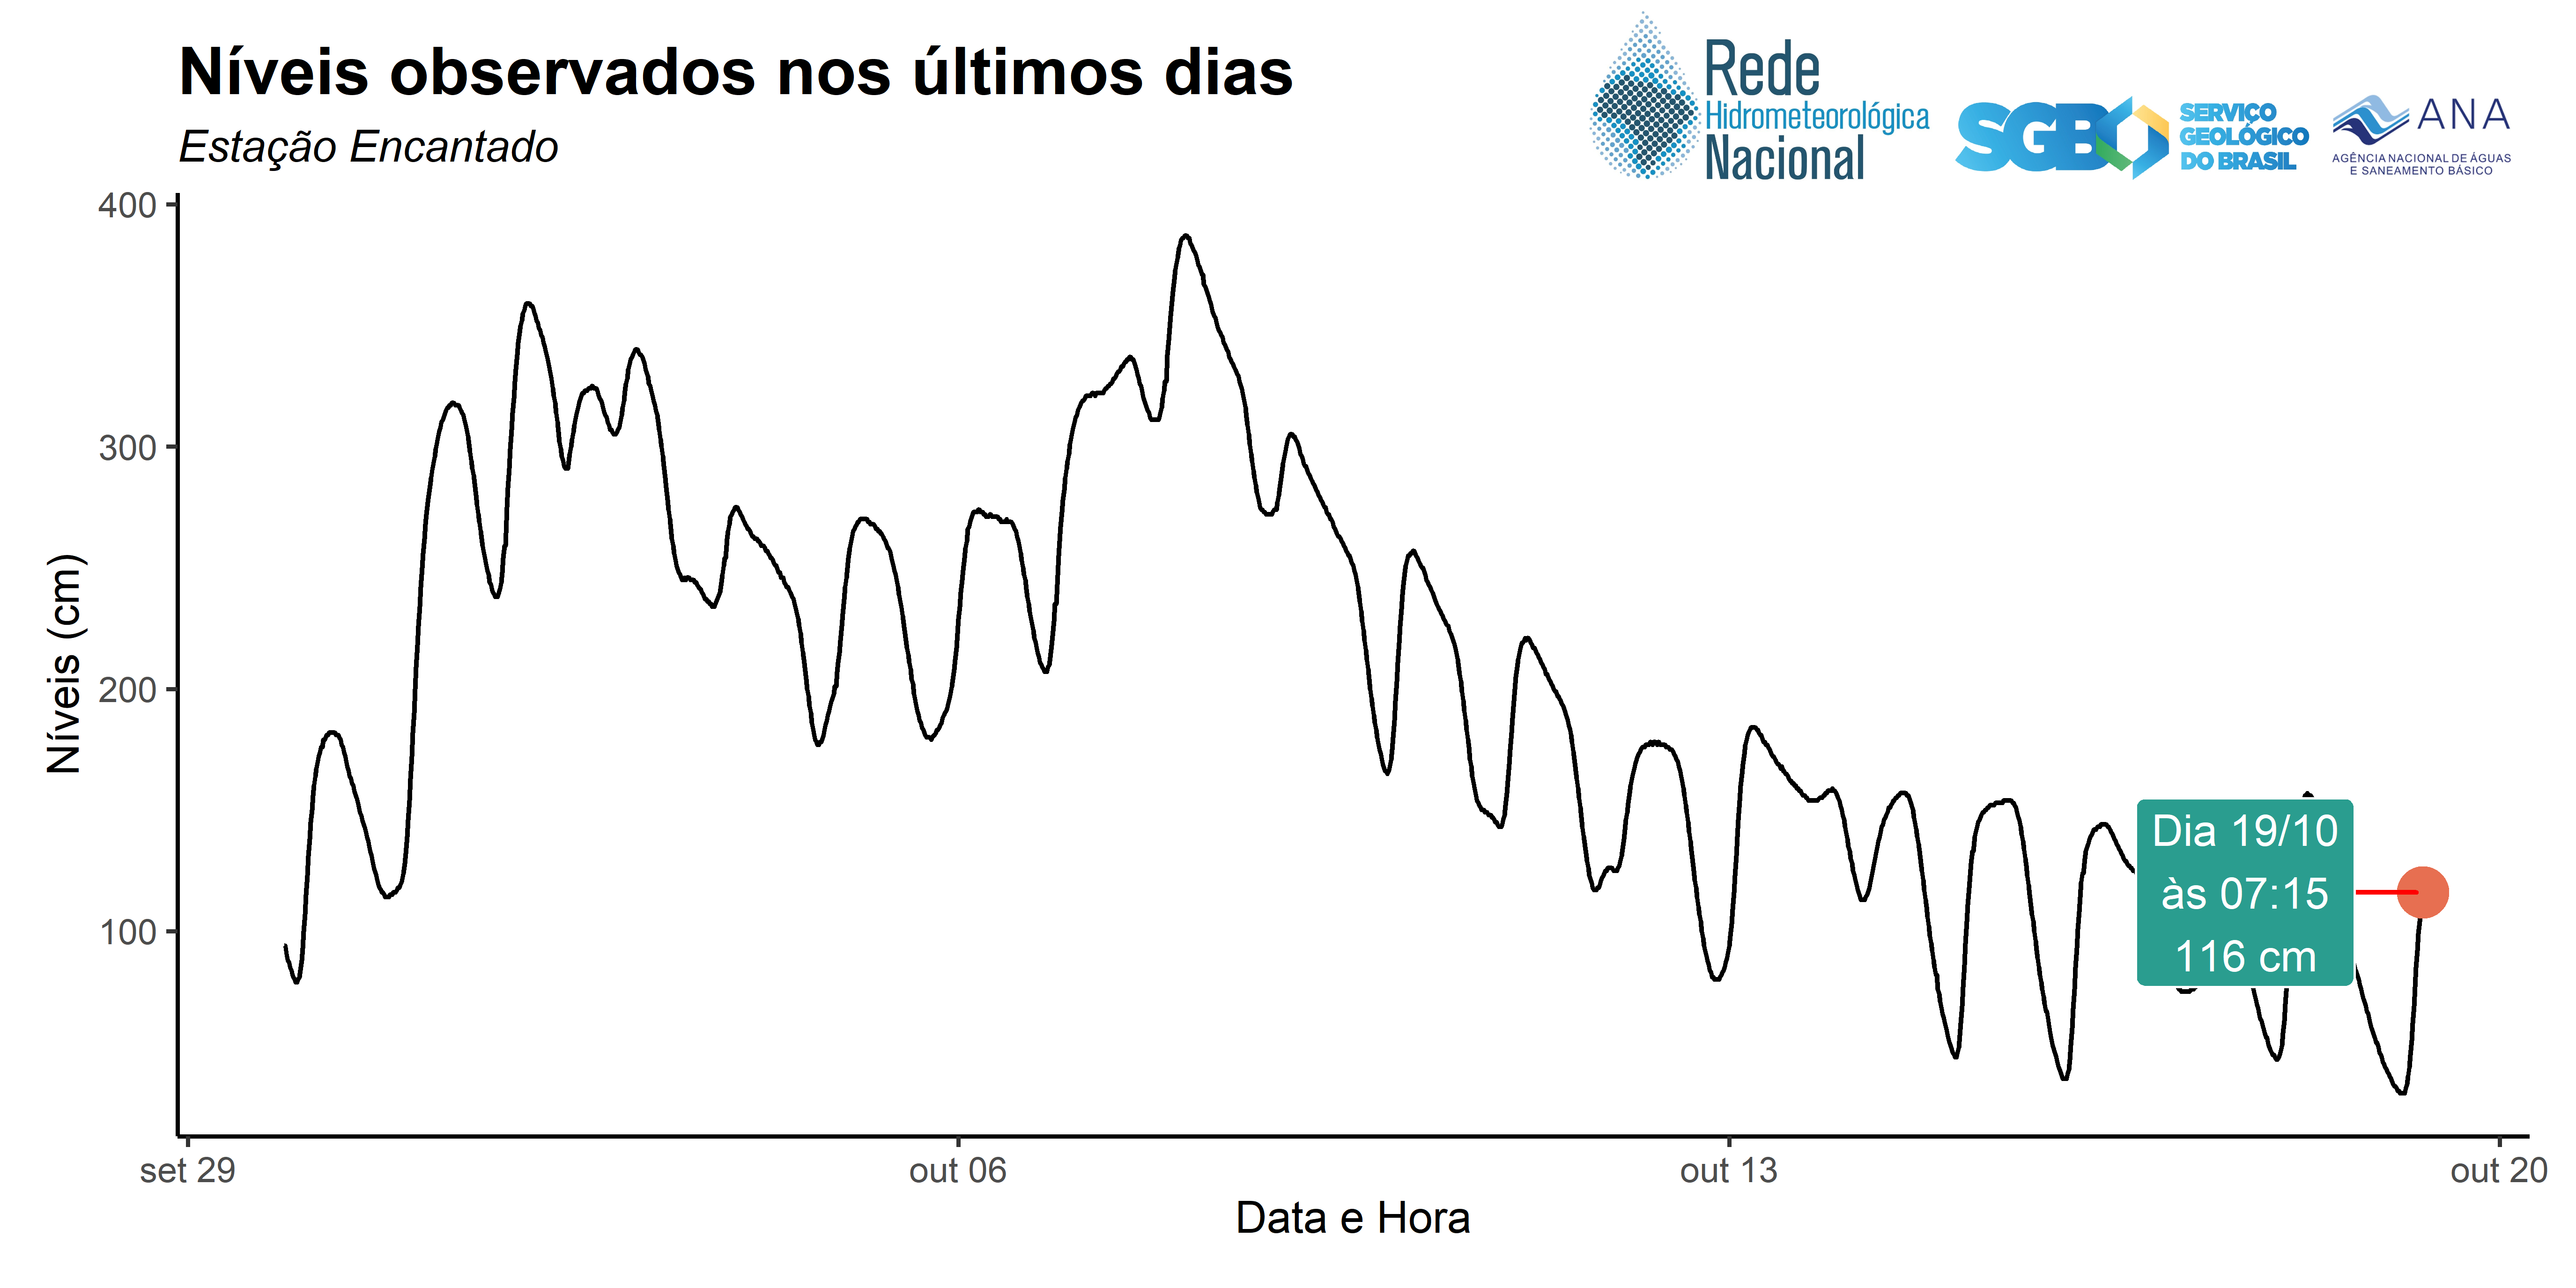 Níveis observados nos últimos dias
Estação Encantado
Rede
Hidrometeorológica
Nacional
SGB
SERVIÇO
GEOLÓGICO
DO BRASIL
ANA
AGÊNCIA NACIONAL DE ÁGUAS
E SANEAMENTO BÁSICO
Níveis (cm)
400
300
200
100
Dia 19/10
às 07:15
116 cm
set 29
out 06
out 13
out 20
Data e Hora